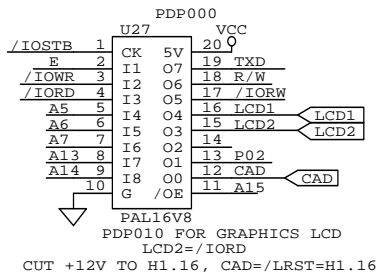 PDP000
U27
VCC
/IOSTB 1 CK 5V 20
E 2 I1 O7 19 TXD
/IOWR 3 I2 O6 18 R/W
/IORD 4 I3 O5 17 /IORW
A5 5 I4 O4 16 LCD1 LCD1
A6 6 I5 O3 15 LCD2 LCD2
A7 7 I6 O2 14
A13 8 I7 O1 13 P02
A14 9 I8 O0 12 CAD CAD
10 G /OE 11 A15
PAL16V8
PDP010 FOR GRAPHICS LCD
LCD2=/IORD
CUT +12V TO H1.16, CAD=/LRST=H1.16